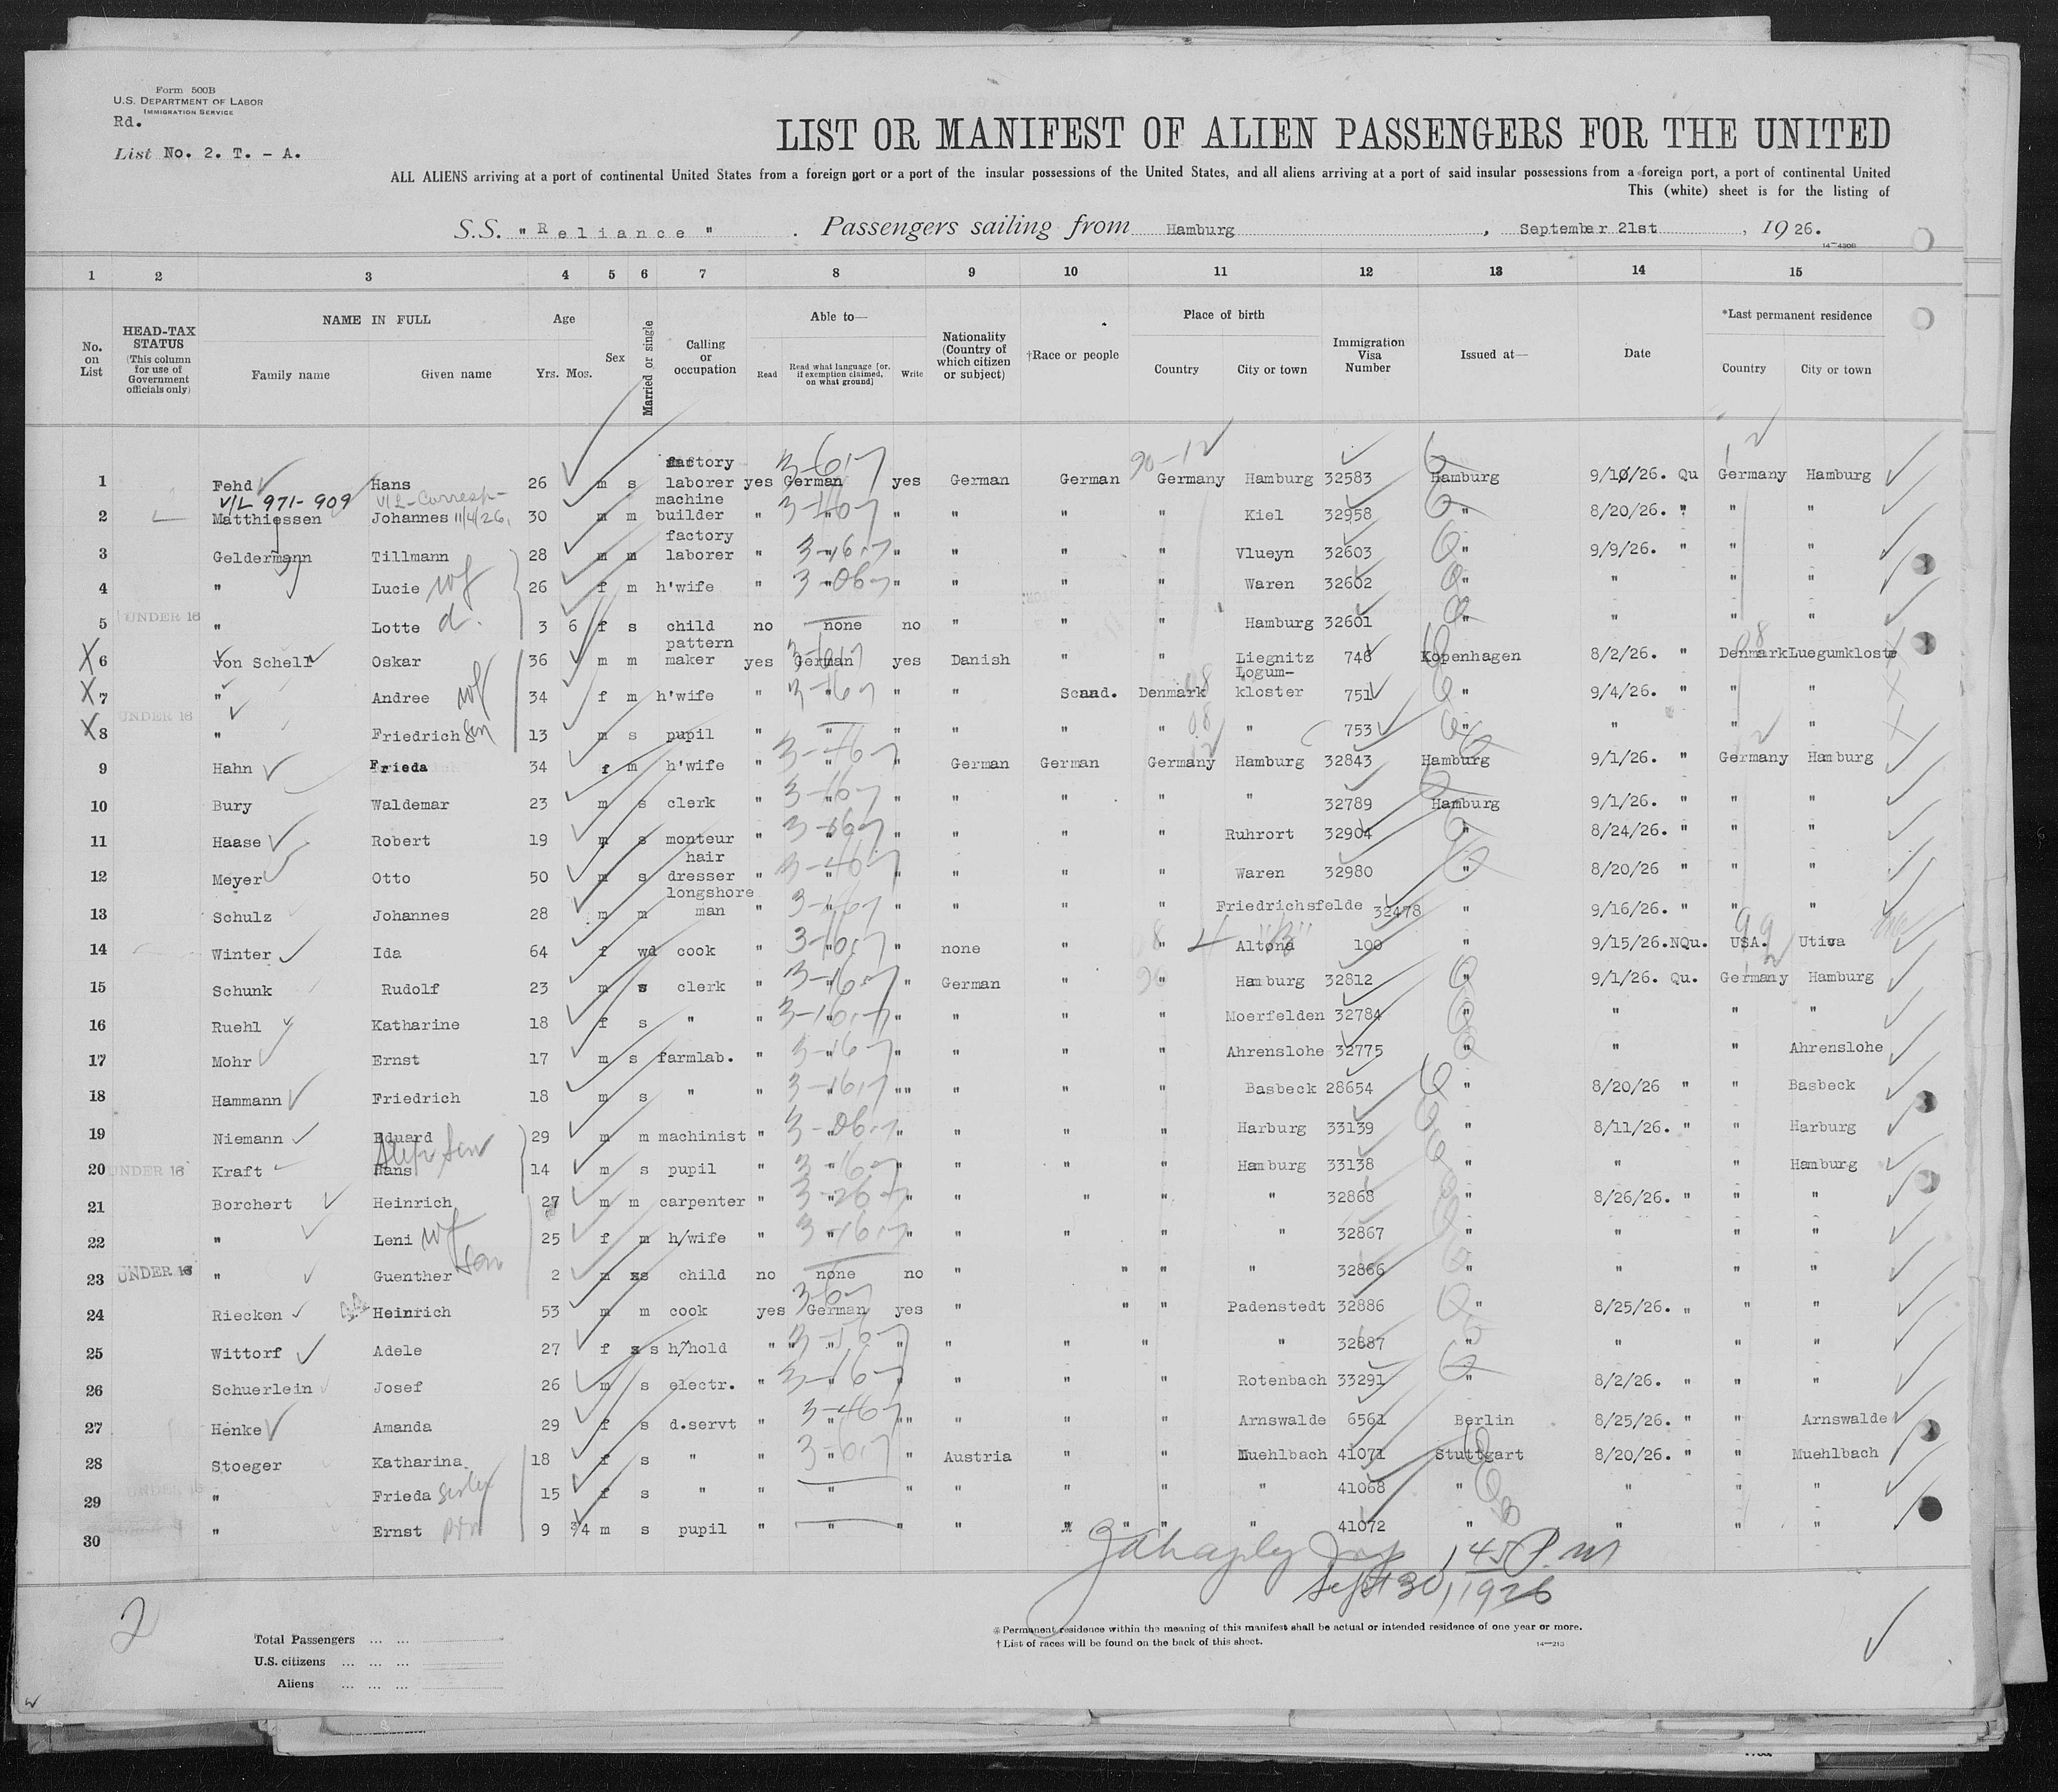 Form 500B
U.S. DEPARTMENT OF LABOR
IMMIGRATION SERVICE
Rd.
List No. 2. T. - A.
LIST OR MANIFEST OF ALIEN PASSENGERS FOR THE UNITED
ALL ALIENS arriving at a port of continental United States from a foreign port or a port of the insular possessions of the United States, and all aliens arriving at a port of said insular possessions from a foreign port, a port of continental United
This (white) sheet is for the listing of
S.S. "Reliance". Passengers sailing from Hamburg, September 21st, 1926.
14-4208
1 2 3 4 5 6 7 8 9 10 11 12 13 14 15
No. on List
HEAD-TAX STATUS (This column for use of Government officials only)
NAME IN FULL Family name Given name
Age Yrs. Mos.
Sex
Married or single
Calling or occupation
Able to— Read Read what language [or, if exemption claimed, on what ground] Write
Nationality (Country of which citizen or subject)
†Race or people
Place of birth Country City or town
Immigration Visa Number
Issued at—
Date
*Last permanent residence Country City or town
1 Fehd Hans 26 m s factory laborer yes German yes German German Germany Hamburg 32583 Hamburg 9/10/26. Qu Germany Hamburg
V/L 971-909 V/L-Corresp- 11/4/26,
2 Matthiessen Johannes 30 m m machine builder " " " " " " Kiel 32958 " 8/20/26. " " "
3 Geldermann Tillmann 28 m m factory laborer " " " " " " Vlueyn 32603 " 9/9/26. " " "
4 " Lucie wf 26 f m h'wife " " " " " " Waren 32602 " " " "
5 UNDER 16 " Lotte d. 3 6 f s child no none no " " " Hamburg 32601 " " " "
X 6 von Schell Oskar 36 m m pattern maker yes German yes Danish " " Liegnitz 748 Kopenhagen 8/2/26. " Denmark Luegumkloste
X 7 " Andree wf 34 f m h'wife " " " " Scand. Denmark Logum-kloster 751 " 9/4/26. " " "
X 8 UNDER 16 " Friedrich Son 13 m s pupil " " " " " " " 753 " " " "
9 Hahn Frieda 34 f m h'wife " " " German German Germany Hamburg 32843 Hamburg 9/1/26. " Germany Hamburg
10 Bury Waldemar 23 m s clerk " " " " " " " 32789 Hamburg 9/1/26. " " "
11 Haase Robert 19 m s monteur " " " " " " Ruhrort 32904 " 8/24/26. " " "
12 Meyer Otto 50 m s hair dresser " " " " " " Waren 32980 " 8/20/26 " " "
13 Schulz Johannes 28 m m longshore man " " " " " " Friedrichsfelde 32478 " 9/16/26. " " "
14 Winter Ida 64 f wd cook " " " none " " Altona 100 " 9/15/26. NQu. USA. Utica
15 Schunk Rudolf 23 m s clerk " " " German " " Hamburg 32812 " 9/1/26. Qu. Germany Hamburg
16 Ruehl Katharine 18 f s " " " " " " " Moerfelden 32784 " " " "
17 Mohr Ernst 17 m s farmlab. " " " " " " Ahrenslohe 32775 " " " Ahrenslohe
18 Hammann Friedrich 18 m s " " " "" " " " Basbeck 28654 " 8/20/26 " " Basbeck
19 Niemann Eduard 29 m m machinist " " " " " " Harburg 33139 " 8/11/26. " " Harburg
20 UNDER 16 Kraft Hans Step Son 14 m s pupil " " " " " " Hamburg 33138 " " " Hamburg
21 Borchert Heinrich 27 m m carpenter " " " " " " " 32868 " 8/26/26. " " "
22 " Leni wf 25 f m h/wife " " " " " " " 32867 " " " "
23 UNDER 16 " Guenther Son 2 m s child no none no " " " " 32866 " " " "
24 Riecken Heinrich 53 m m cook yes German yes " " " Padenstedt 32886 " 8/25/26. " " "
25 Wittorf Adele 27 f s h/hold " " " " " " " 32887 " " " "
26 Schuerlein Josef 26 m s electr. " " " " " " Rotenbach 33291 " 8/2/26. " " "
27 Henke Amanda 29 f s d.servt " " "" " " " Arnswalde 6561 Berlin 8/25/26. " " Arnswalde
28 Stoeger Katharina 18 f s " " " " Austria " " Muehlbach 41071 Stuttgart 8/20/26. " " Muehlbach
29 UNDER 16 " Frieda Sister 15 f s " " " " " " " " 41068 " " " "
30 " Ernst 9 3/4 m s pupil " " " " " " " 41072 " " " "
1 45 P.M
Sept 30, 1926
2
Total Passengers ... ...
U.S. citizens ... ... ...
Aliens ... ... ...
* Permanent residence within the meaning of this manifest shall be actual or intended residence of one year or more.
† List of races will be found on the back of this sheet.
14-213